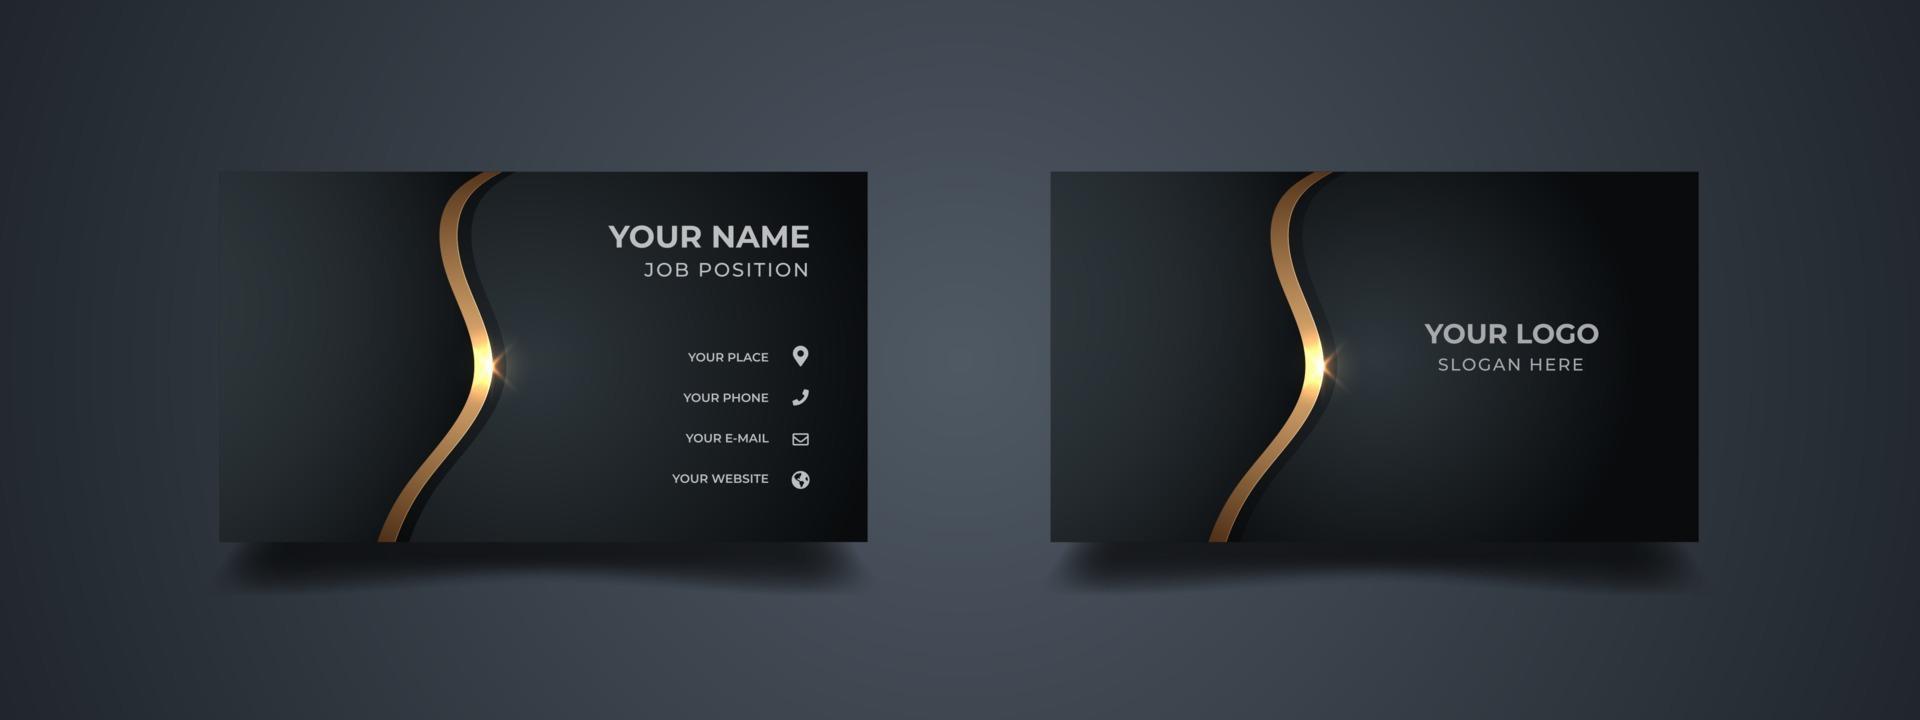 YOUR NAME
JOB POSITION
YOUR PLACE
YOUR PHONE
YOUR E-MAIL
YOUR WEBSITE
YOUR LOGO
SLOGAN HERE